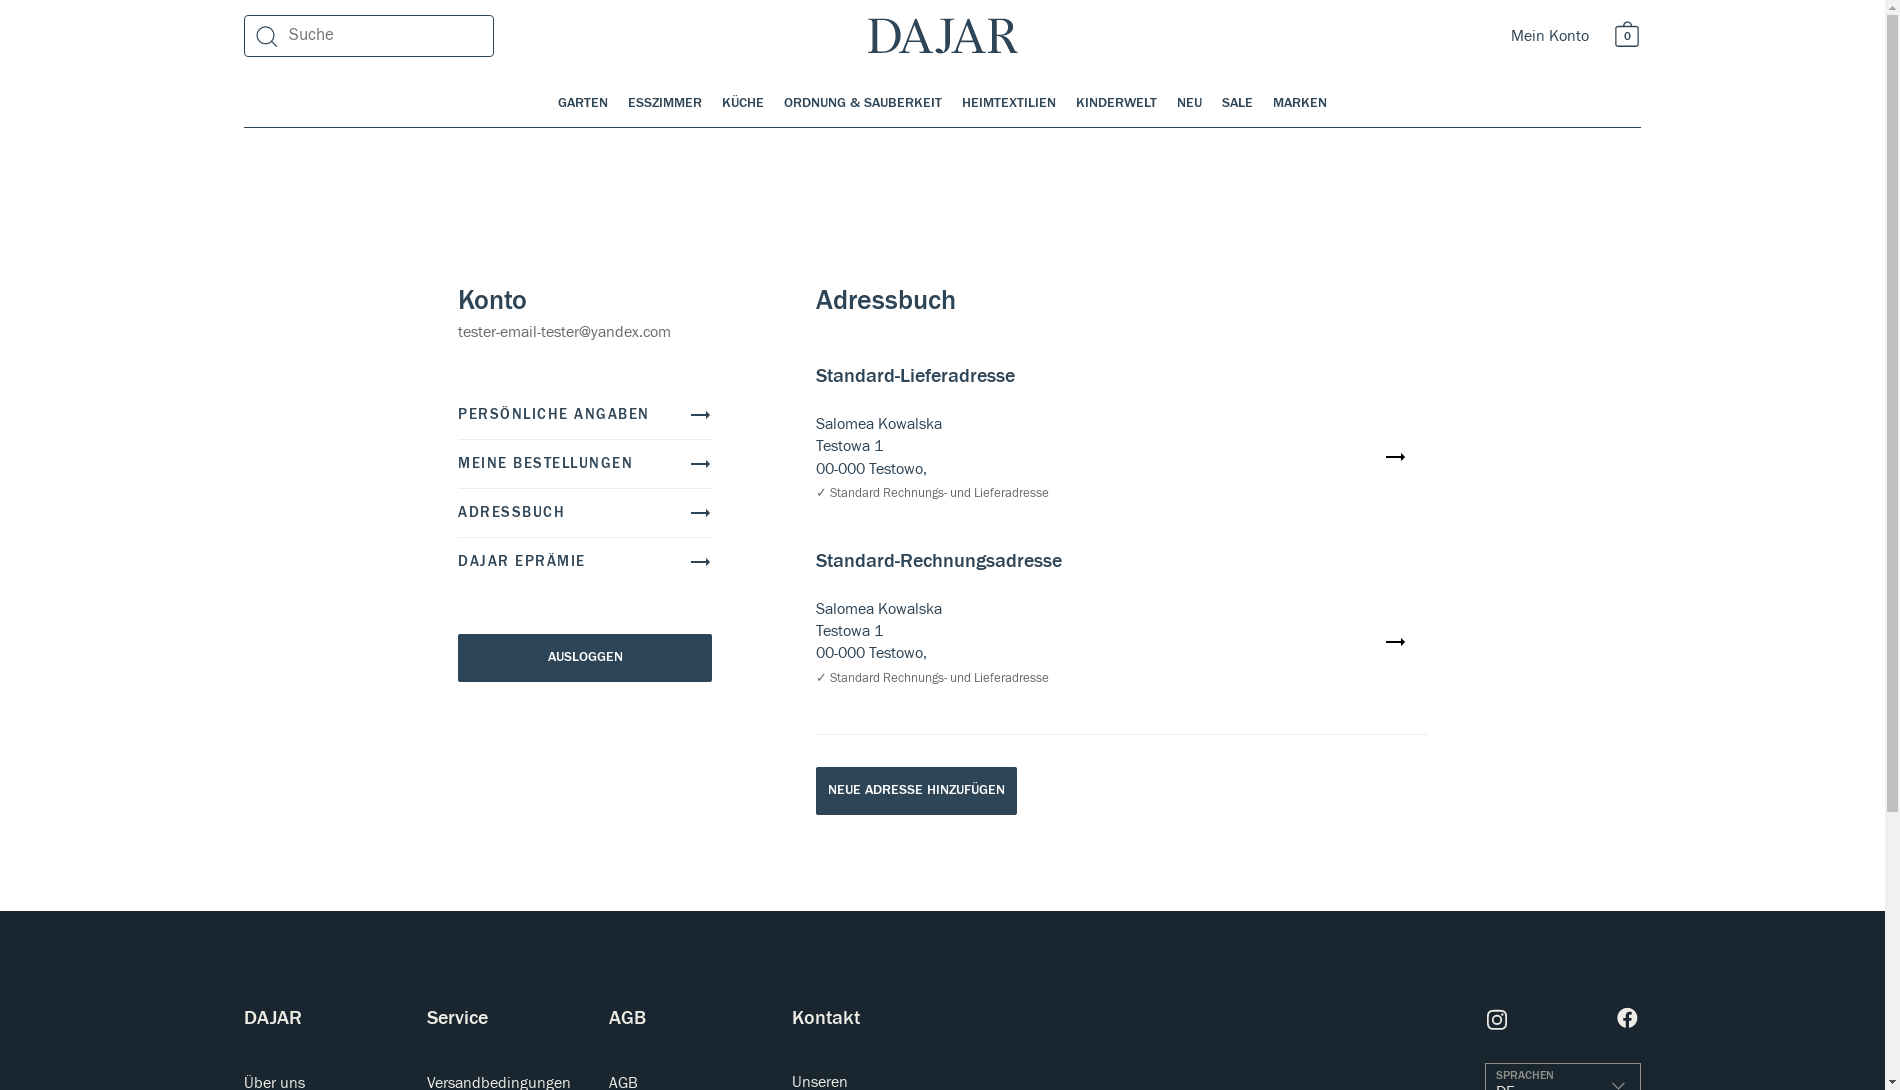 Suche
DAJAR
Mein Konto
0
GARTEN ESSZIMMER KÜCHE ORDNUNG & SAUBERKEIT HEIMTEXTILIEN KINDERWELT NEU SALE MARKEN
Konto
tester-email-tester@yandex.com
PERSÖNLICHE ANGABEN
MEINE BESTELLUNGEN
ADRESSBUCH
DAJAR EPRÄMIE
AUSLOGGEN
Adressbuch
Standard-Lieferadresse
Salomea Kowalska
Testowa 1
00-000 Testowo,
✓ Standard Rechnungs- und Lieferadresse
Standard-Rechnungsadresse
Salomea Kowalska
Testowa 1
00-000 Testowo,
✓ Standard Rechnungs- und Lieferadresse
NEUE ADRESSE HINZUFÜGEN
DAJAR
Über uns
Service
Versandbedingungen
AGB
AGB
Kontakt
Unseren
SPRACHEN
DE